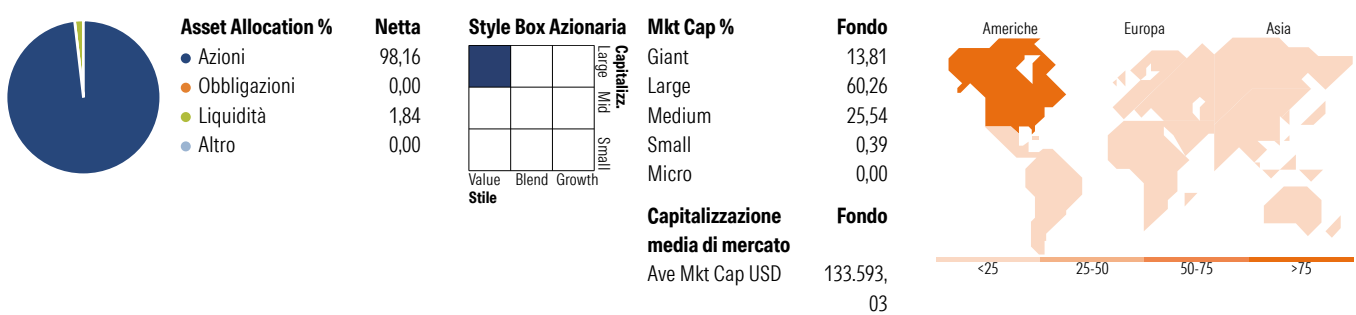 Asset Allocation % Netta
Azioni 98,16
Obbligazioni 0,00
Liquidità 1,84
Altro 0,00
Style Box Azionaria
Capitalizz.
Large Mid Small
Value Blend Growth
Stile
Mkt Cap % Fondo
Giant 13,81
Large 60,26
Medium 25,54
Small 0,39
Micro 0,00
Capitalizzazione Fondo
media di mercato
Ave Mkt Cap USD 133.593,
03
Americhe Europa Asia
<25 25-50 50-75 >75